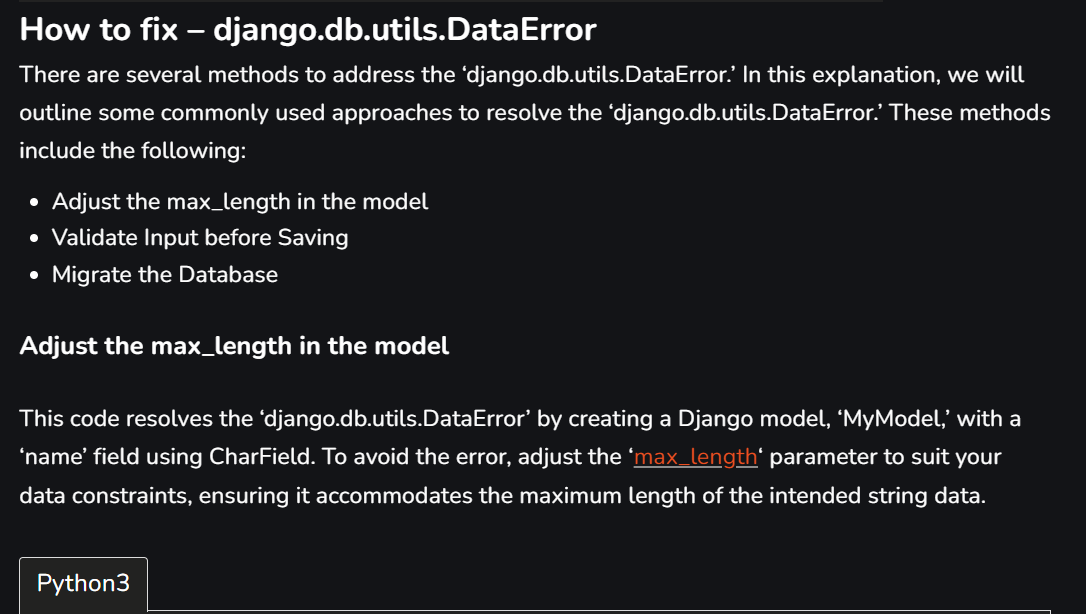 How to fix – django.db.utils.DataError
There are several methods to address the ‘django.db.utils.DataError.’ In this explanation, we will
outline some commonly used approaches to resolve the ‘django.db.utils.DataError.’ These methods
include the following:
• Adjust the max_length in the model
• Validate Input before Saving
• Migrate the Database
Adjust the max_length in the model
This code resolves the ‘django.db.utils.DataError’ by creating a Django model, ‘MyModel,’ with a
‘name’ field using CharField. To avoid the error, adjust the ‘max_length‘ parameter to suit your
data constraints, ensuring it accommodates the maximum length of the intended string data.
Python3